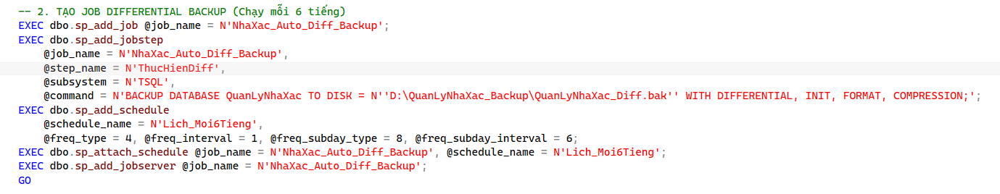 -- 2. TẠO JOB DIFFERENTIAL BACKUP (Chạy mỗi 6 tiếng)
EXEC dbo.sp_add_job @job_name = N'NhaXac_Auto_Diff_Backup';
EXEC dbo.sp_add_jobstep
    @job_name = N'NhaXac_Auto_Diff_Backup',
    @step_name = N'ThucHienDiff',
    @subsystem = N'TSQL',
    @command = N'BACKUP DATABASE QuanLyNhaXac TO DISK = N''D:\QuanLyNhaXac_Backup\QuanLyNhaXac_Diff.bak'' WITH DIFFERENTIAL, INIT, FORMAT, COMPRESSION;';
EXEC dbo.sp_add_schedule
    @schedule_name = N'Lich_Moi6Tieng',
    @freq_type = 4, @freq_interval = 1, @freq_subday_type = 8, @freq_subday_interval = 6;
EXEC dbo.sp_attach_schedule @job_name = N'NhaXac_Auto_Diff_Backup', @schedule_name = N'Lich_Moi6Tieng';
EXEC dbo.sp_add_jobserver @job_name = N'NhaXac_Auto_Diff_Backup';
GO